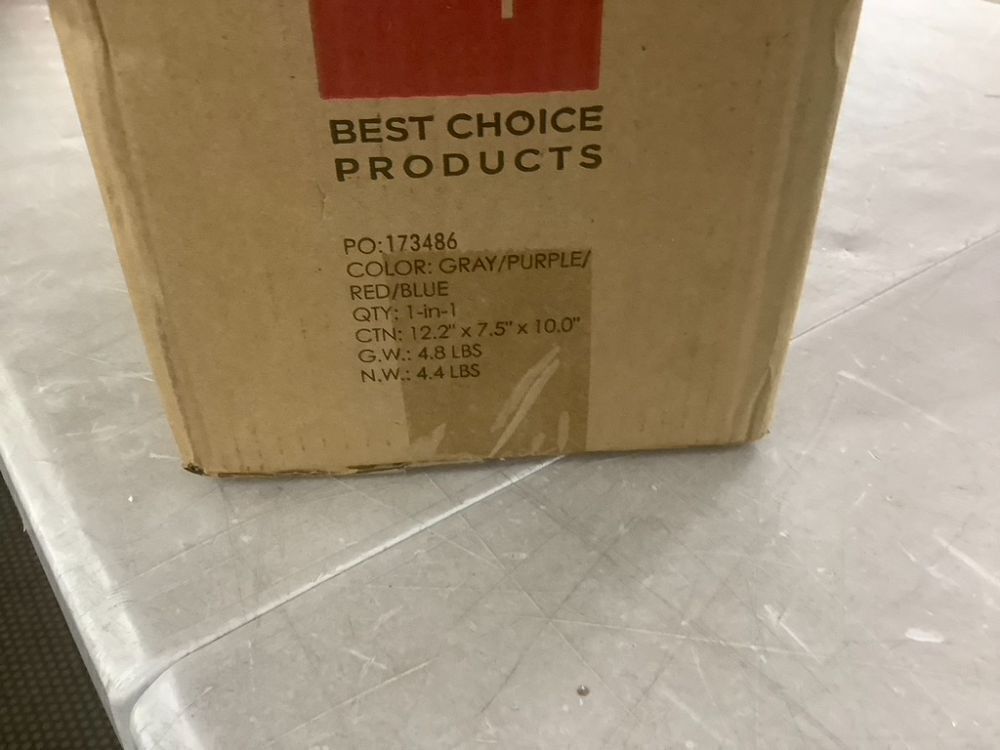 BEST CHOICE
PRODUCTS
PO:173486
COLOR: GRAY/PURPLE/
RED/BLUE
QTY: 1-in-1
CTN: 12.2" x 7.5" x 10.0"
G.W.: 4.8 LBS
N.W.: 4.4 LBS